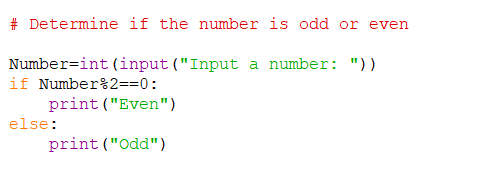 # Determine if the number is odd or even
Number=int(input("Input a number: "))
if Number%2==0:
    print("Even")
else:
    print("Odd")